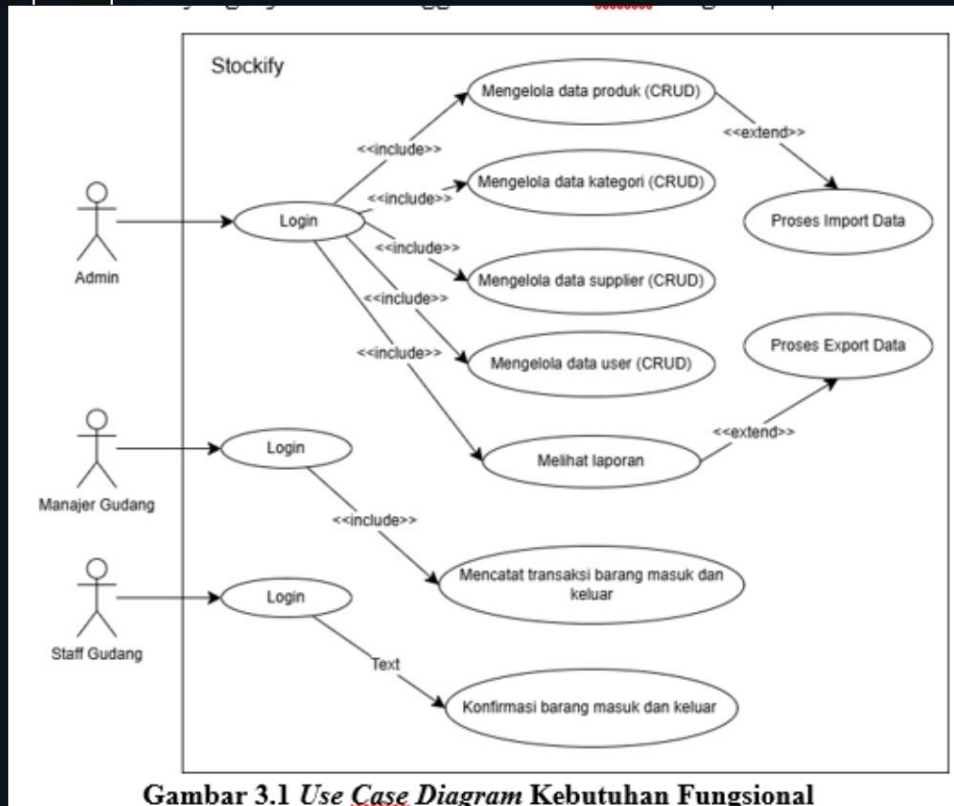 Stockify
Mengelola data produk (CRUD)
<<extend>>
<<include>>
Mengelola data kategori (CRUD)
<<include>>
Login
Proses Import Data
<<include>>
Admin
Mengelola data supplier (CRUD)
<<include>>
Proses Export Data
<<include>>
Mengelola data user (CRUD)
<<extend>>
Melihat laporan
Login
Manajer Gudang
<<include>>
Mencatat transaksi barang masuk dan
keluar
Login
Staff Gudang
Text
Konfirmasi barang masuk dan keluar
Gambar 3.1 Use Case Diagram Kebutuhan Fungsional